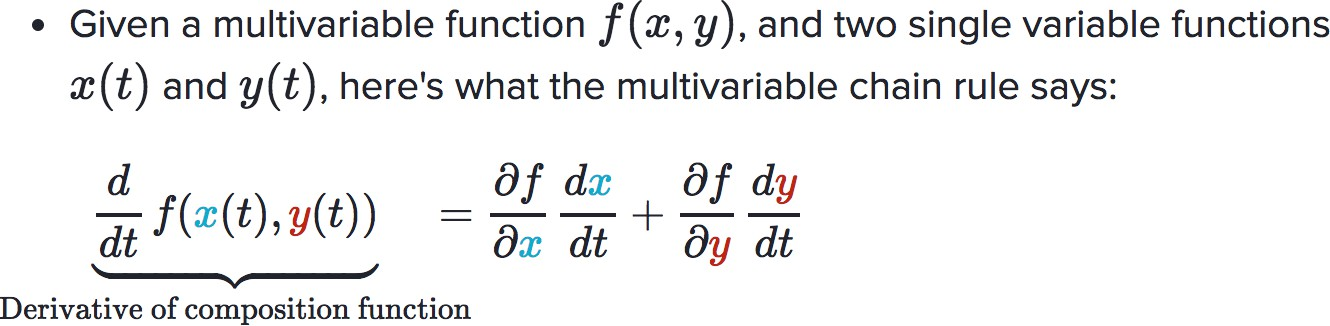 • Given a multivariable function f(x, y), and two single variable functions
x(t) and y(t), here's what the multivariable chain rule says:
d/dt f(x(t), y(t)) = ∂f/∂x dx/dt + ∂f/∂y dy/dt
Derivative of composition function